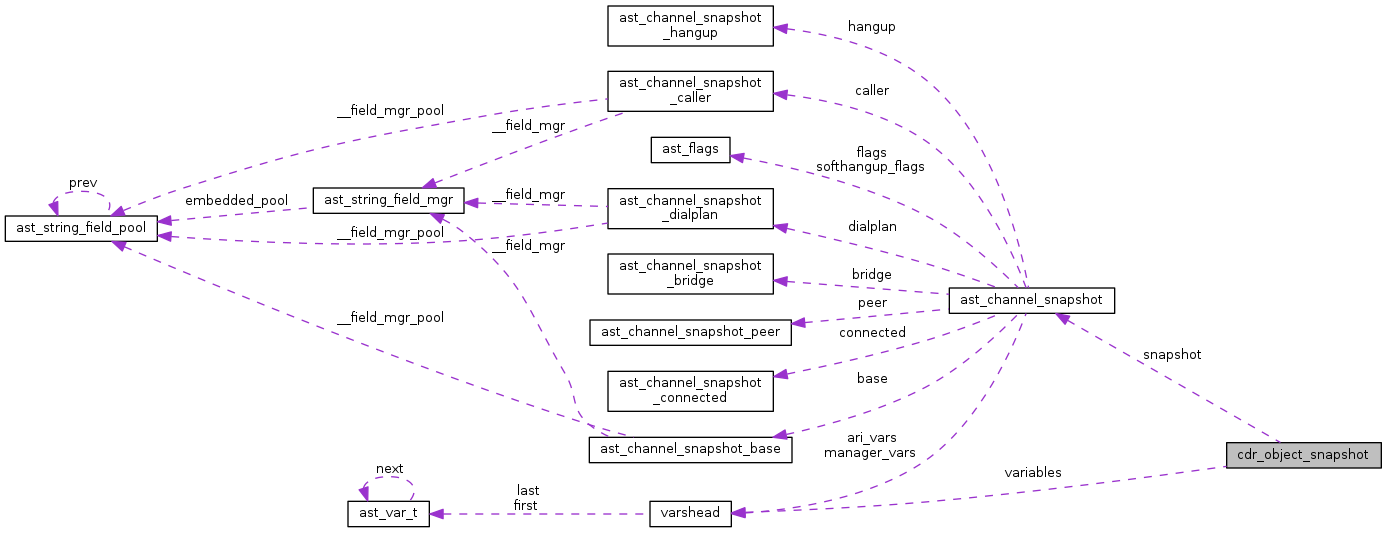 ast_channel_snapshot
_hangup
hangup
ast_channel_snapshot
_caller
caller
__field_mgr_pool
__field_mgr
ast_flags
flags
softhangup_flags
prev
embedded_pool
ast_string_field_mgr
__field_mgr
ast_channel_snapshot
_dialplan
dialplan
ast_string_field_pool
__field_mgr_pool
__field_mgr
ast_channel_snapshot
_bridge
bridge
ast_channel_snapshot
peer
__field_mgr_pool
ast_channel_snapshot_peer
connected
snapshot
ast_channel_snapshot
_connected
base
ast_channel_snapshot_base
ari_vars
manager_vars
cdr_object_snapshot
next
variables
last
first
ast_var_t
varshead